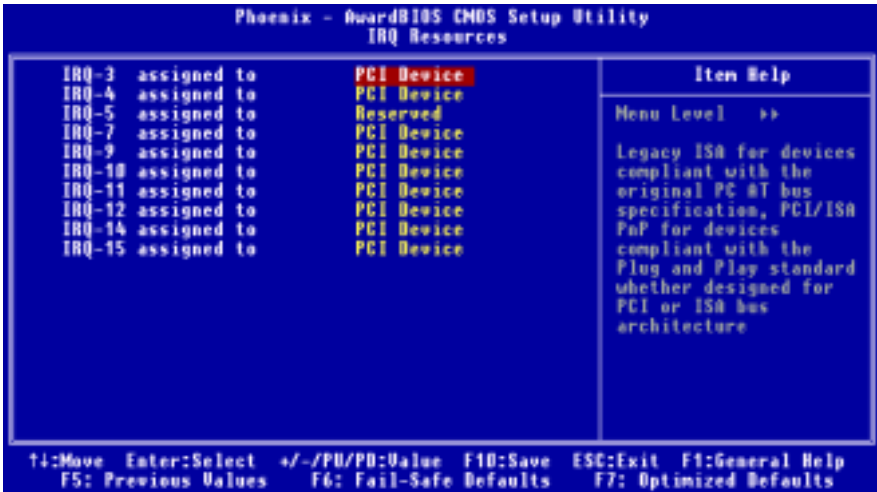 Phoenix - AwardBIOS CMOS Setup Utility
IRQ Resources
IRQ-3 assigned to PCI Device
IRQ-4 assigned to PCI Device
IRQ-5 assigned to Reserved
IRQ-7 assigned to PCI Device
IRQ-9 assigned to PCI Device
IRQ-10 assigned to PCI Device
IRQ-11 assigned to PCI Device
IRQ-12 assigned to PCI Device
IRQ-14 assigned to PCI Device
IRQ-15 assigned to PCI Device
Item Help
Menu Level ►►
Legacy ISA for devices
compliant with the
original PC AT bus
specification, PCI/ISA
PnP for devices
compliant with the
Plug and Play standard
whether designed for
PCI or ISA bus
architecture
↑↓:Move Enter:Select +/-/PU/PD:Value F10:Save ESC:Exit F1:General Help
F5: Previous Values F6: Fail-Safe Defaults F7: Optimized Defaults